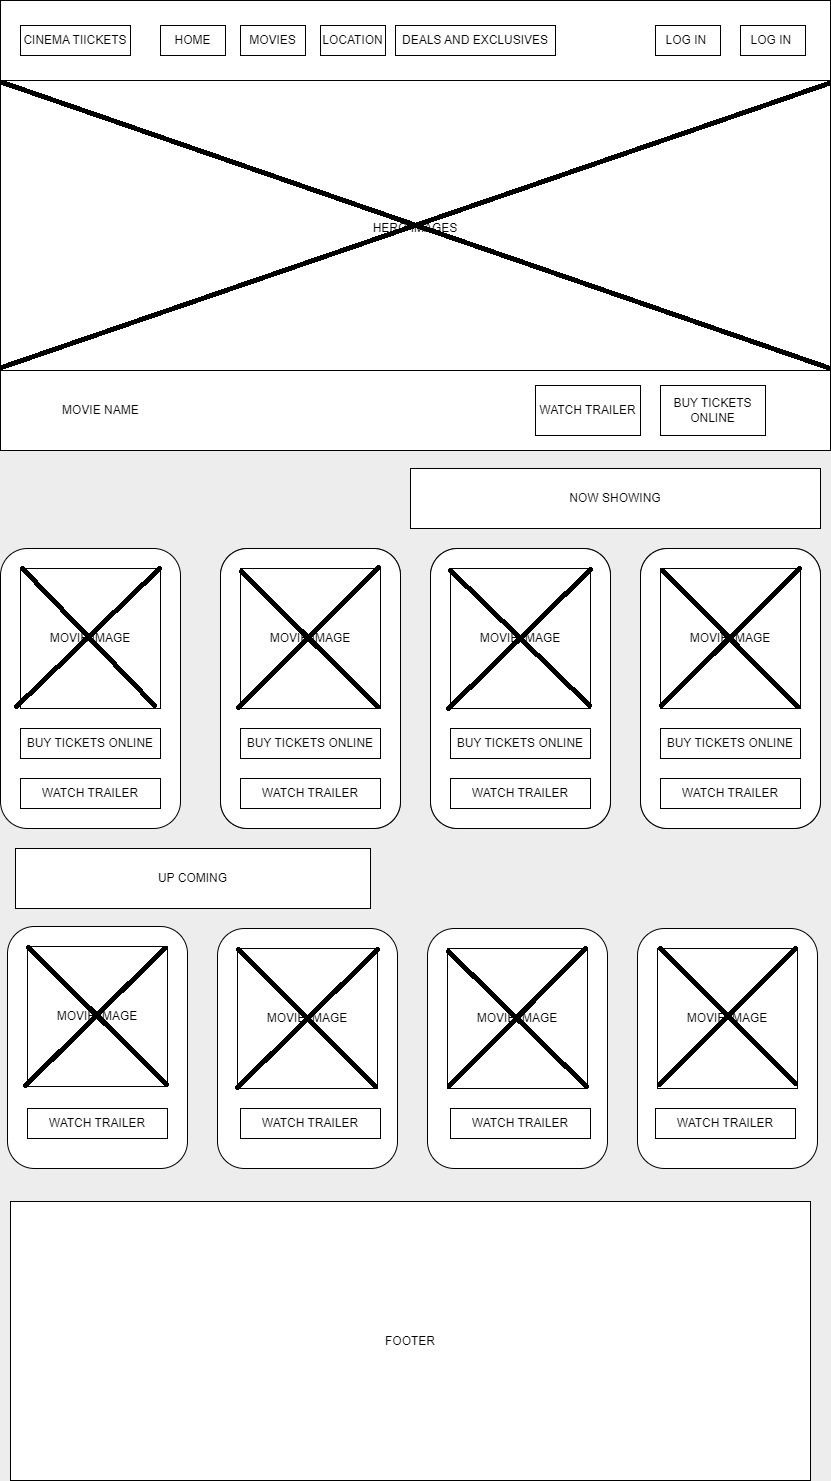 CINEMA TIICKETS
HOME
MOVIES
LOCATION
DEALS AND EXCLUSIVES
LOG IN
LOG IN
HERO IMAGES
MOVIE NAME
WATCH TRAILER
BUY TICKETS
ONLINE
NOW SHOWING
MOVIE IMAGE
MOVIE IMAGE
MOVIE IMAGE
MOVIE IMAGE
BUY TICKETS ONLINE
BUY TICKETS ONLINE
BUY TICKETS ONLINE
BUY TICKETS ONLINE
WATCH TRAILER
WATCH TRAILER
WATCH TRAILER
WATCH TRAILER
UP COMING
MOVIE IMAGE
MOVIE IMAGE
MOVIE IMAGE
MOVIE IMAGE
WATCH TRAILER
WATCH TRAILER
WATCH TRAILER
WATCH TRAILER
FOOTER